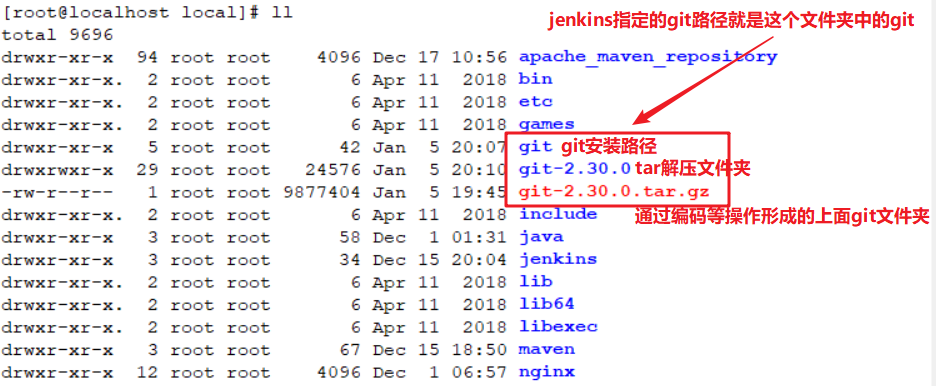 [root@localhost local]# ll
jenkins指定的git路径就是这个文件夹中的git
total 9696
drwxr-xr-x 94 root root 4096 Dec 17 10:56 apache_maven_repository
drwxr-xr-x. 2 root root 6 Apr 11 2018 bin
drwxr-xr-x. 2 root root 6 Apr 11 2018 etc
drwxr-xr-x. 2 root root 6 Apr 11 2018 games
drwxr-xr-x 5 root root 42 Jan 5 20:07 git git安装路径
drwxrwxr-x 29 root root 24576 Jan 5 20:10 git-2.30.0 tar解压文件夹
-rw-r--r-- 1 root root 9877404 Jan 5 19:45 git-2.30.0.tar.gz
drwxr-xr-x. 2 root root 6 Apr 11 2018 include 通过编码等操作形成的上面git文件夹
drwxr-xr-x 3 root root 58 Dec 1 01:31 java
drwxr-xr-x 3 root root 34 Dec 15 20:04 jenkins
drwxr-xr-x. 2 root root 6 Apr 11 2018 lib
drwxr-xr-x. 2 root root 6 Apr 11 2018 lib64
drwxr-xr-x. 2 root root 6 Apr 11 2018 libexec
drwxr-xr-x 3 root root 67 Dec 15 18:50 maven
drwxr-xr-x 12 root root 4096 Dec 1 06:57 nginx